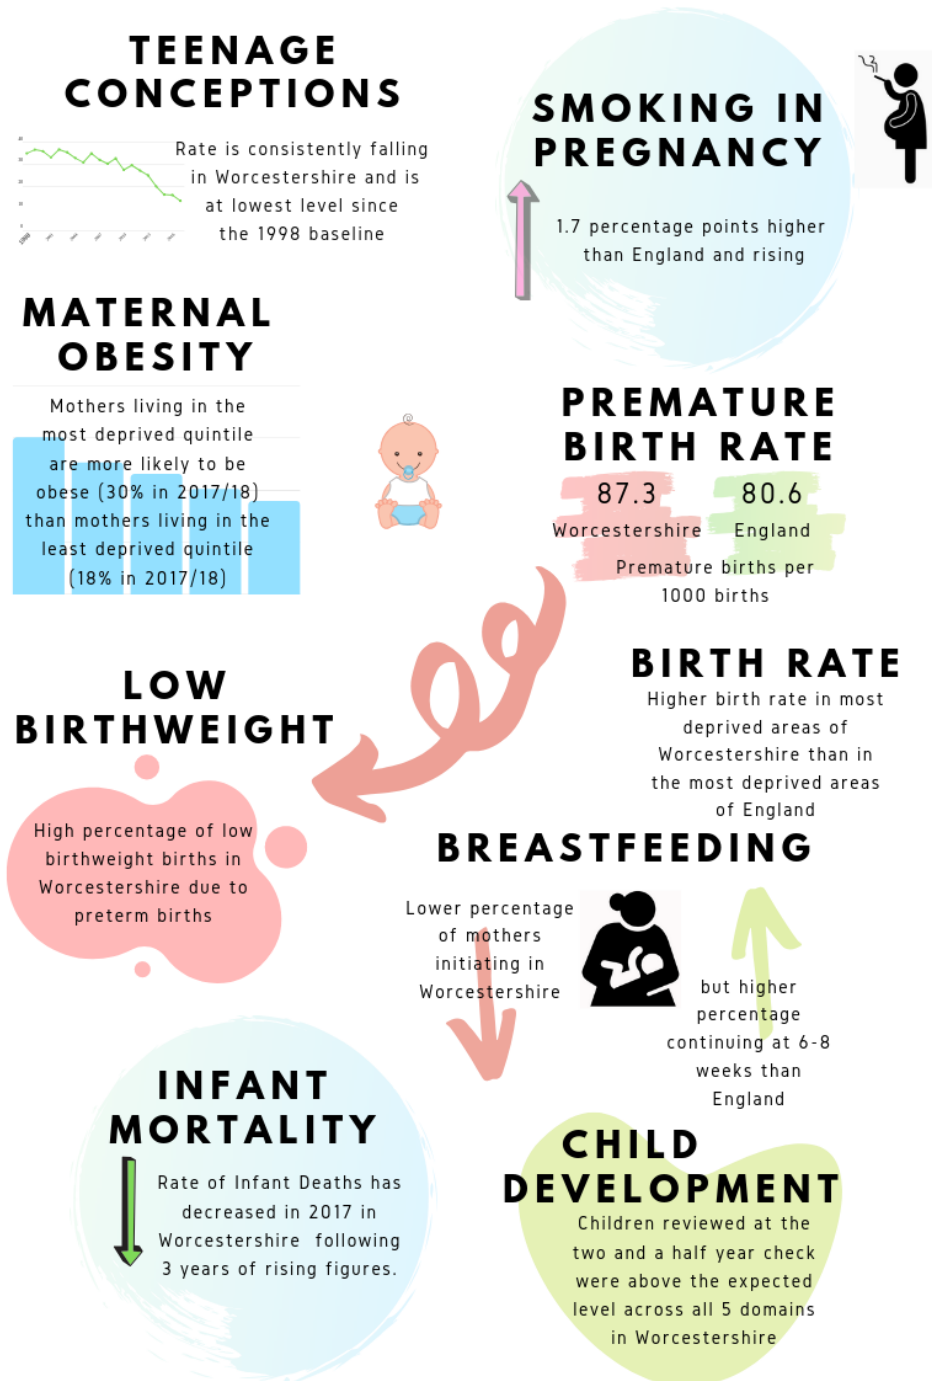 TEENAGE
CONCEPTIONS
Rate is consistently falling
in Worcestershire and is
at lowest level since
the 1998 baseline
SMOKING IN
PREGNANCY
1.7 percentage points higher
than England and rising
MATERNAL
OBESITY
Mothers living in the
most deprived quintile
are more likely to be
obese (30% in 2017/18)
than mothers living in the
least deprived quintile
(18% in 2017/18)
PREMATURE
BIRTH RATE
87.3 80.6
Worcestershire England
Premature births per
1000 births
BIRTH RATE
Higher birth rate in most
deprived areas of
Worcestershire than in
the most deprived areas
of England
LOW
BIRTHWEIGHT
High percentage of low
birthweight births in
Worcestershire due to
preterm births
BREASTFEEDING
Lower percentage
of mothers
initiating in
Worcestershire
but higher
percentage
continuing at 6-8
weeks than
England
INFANT
MORTALITY
Rate of Infant Deaths has
decreased in 2017 in
Worcestershire following
3 years of rising figures.
CHILD
DEVELOPMENT
Children reviewed at the
two and a half year check
were above the expected
level across all 5 domains
in Worcestershire